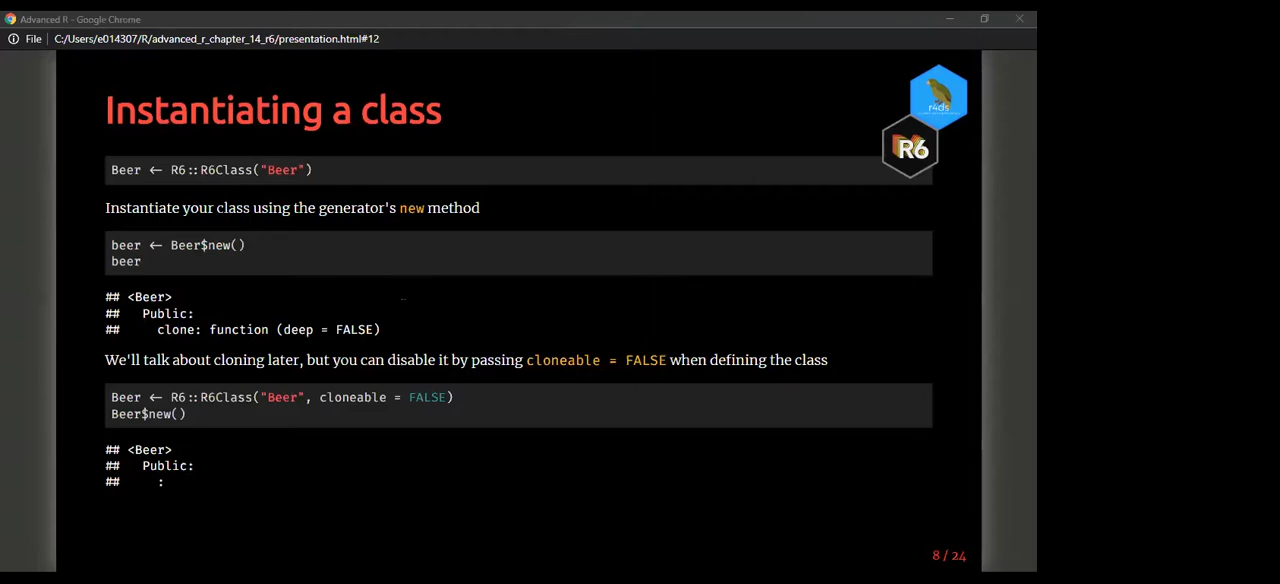 Advanced R - Google Chrome
File
C:/Users/e014307/R/advanced_r_chapter_14_r6/presentation.html#12
Instantiating a class
r4ds
R6
Beer ← R6::R6Class("Beer")
Instantiate your class using the generator's new method
beer ← Beer$new()
beer
## <Beer>
##   Public:
##     clone: function (deep = FALSE)
We'll talk about cloning later, but you can disable it by passing cloneable = FALSE when defining the class
Beer ← R6::R6Class("Beer", cloneable = FALSE)
Beer$new()
## <Beer>
##   Public:
##     :
8 / 24